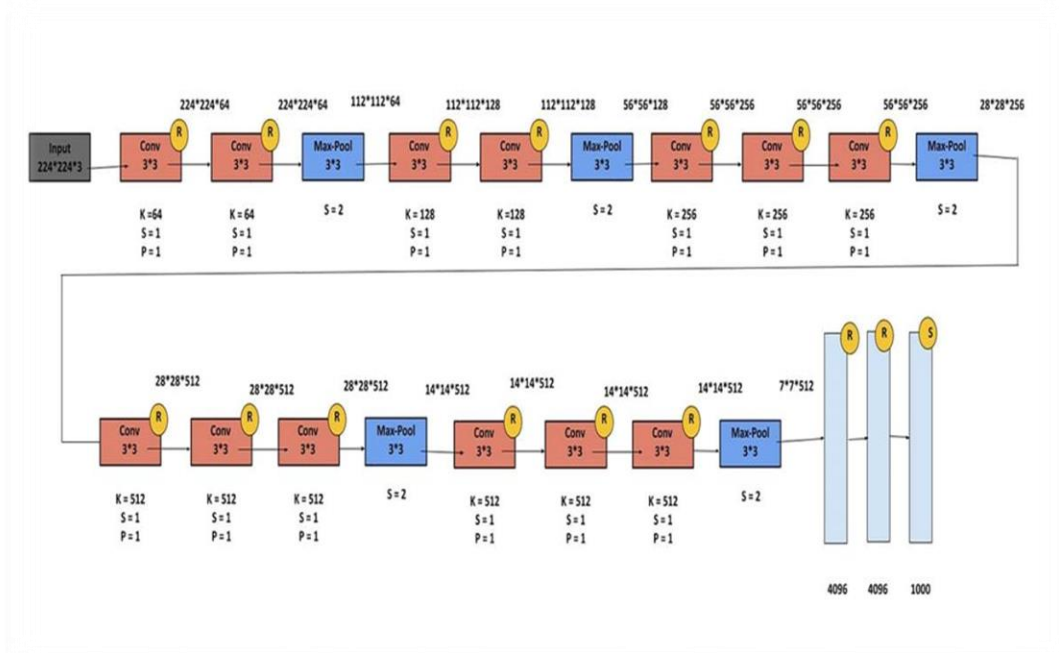 224*224*64
224*224*64
112*112*64
112*112*128
112*112*128
56*56*128
56*56*256
56*56*256
56*56*256
28*28*256
Input
224*224*3
Conv
3*3
R
Conv
3*3
R
Max-Pool
3*3
Conv
3*3
R
Conv
3*3
R
Max-Pool
3*3
Conv
3*3
R
Conv
3*3
R
Conv
3*3
R
Max-Pool
3*3
K =64
S = 1
P = 1
K = 64
S = 1
P = 1
S = 2
K = 128
S = 1
P = 1
K =128
S = 1
P = 1
S = 2
K = 256
S = 1
P = 1
K = 256
S = 1
P = 1
K = 256
S = 1
P = 1
S = 2
28*28*512
28*28*512
28*28*512
14*14*512
14*14*512
14*14*512
14*14*512
7*7*512
Conv
3*3
R
Conv
3*3
R
Conv
3*3
R
Max-Pool
3*3
Conv
3*3
R
Conv
3*3
R
Conv
3*3
R
Max-Pool
3*3
R
R
S
K = 512
S = 1
P = 1
K = 512
S = 1
P = 1
K = 512
S = 1
P = 1
S = 2
K = 512
S = 1
P = 1
K = 512
S = 1
P = 1
K = 512
S = 1
P = 1
S = 2
4096
4096
1000